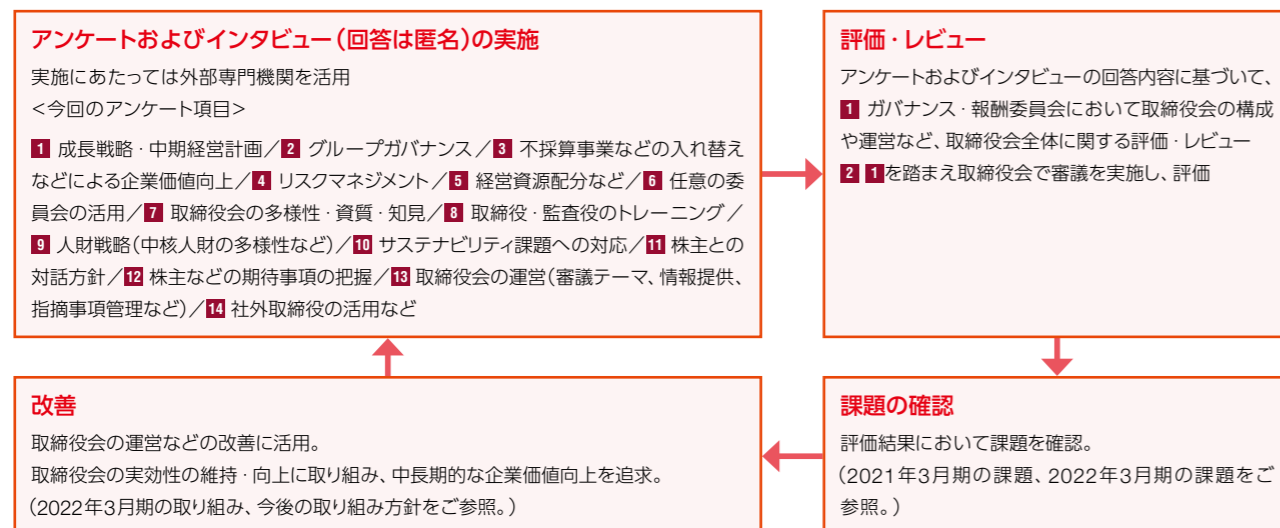 アンケートおよびインタビュー（回答は匿名）の実施
実施にあたっては外部専門機関を活用
＜今回のアンケート項目＞
1 成長戦略・中期経営計画／2 グループガバナンス／3 不採算事業などの入れ替え
などによる企業価値向上／4 リスクマネジメント／5 経営資源配分など／6 任意の委
員会の活用／7 取締役会の多様性・資質・知見／8 取締役・監査役のトレーニング／
9 人財戦略（中核人財の多様性など）／10 サステナビリティ課題への対応／11 株主との
対話方針／12 株主などの期待事項の把握／13 取締役会の運営（審議テーマ、情報提供、
指摘事項管理など）／14 社外取締役の活用など
評価・レビュー
アンケートおよびインタビューの回答内容に基づいて、
1 ガバナンス・報酬委員会において取締役会の構成
や運営など、取締役会全体に関する評価・レビュー
2 1を踏まえ取締役会で審議を実施し、評価
改善
取締役会の運営などの改善に活用。
取締役会の実効性の維持・向上に取り組み、中長期的な企業価値向上を追求。
（2022年3月期の取り組み、今後の取り組み方針をご参照。）
課題の確認
評価結果において課題を確認。
（2021年3月期の課題、2022年3月期の課題をご
参照。）